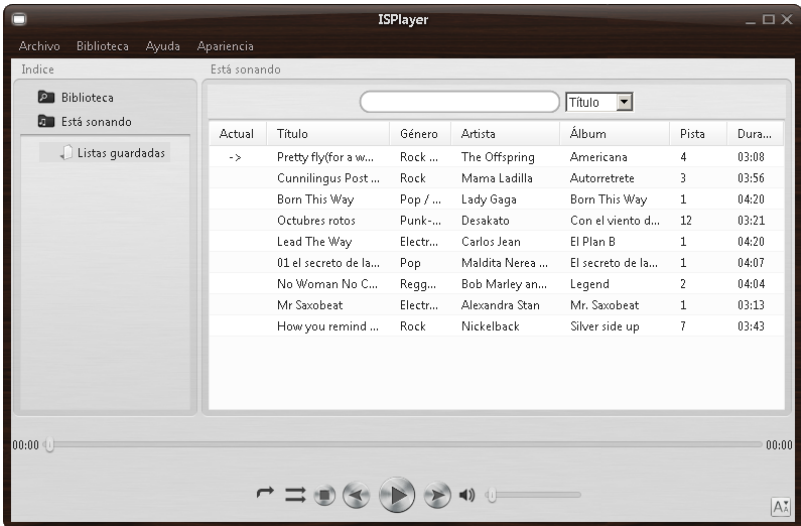 ISPlayer
Archivo Biblioteca Ayuda Apariencia
Indice
Está sonando
Biblioteca
Está sonando
Listas guardadas
Título
Actual Título Género Artista Álbum Pista Dura...
-> Pretty fly(for a w... Rock ... The Offspring Americana 4 03:08
Cunnilingus Post ... Rock Mama Ladilla Autorretrete 3 03:56
Born This Way Pop / ... Lady Gaga Born This Way 1 04:20
Octubres rotos Punk-... Desakato Con el viento d... 12 03:21
Lead The Way Electr... Carlos Jean El Plan B 1 04:20
01 el secreto de la... Pop Maldita Nerea ... El secreto de la... 1 04:07
No Woman No C... Regg... Bob Marley an... Legend 2 04:04
Mr Saxobeat Electr... Alexandra Stan Mr. Saxobeat 1 03:13
How you remind ... Rock Nickelback Silver side up 7 03:43
00:00 00:00